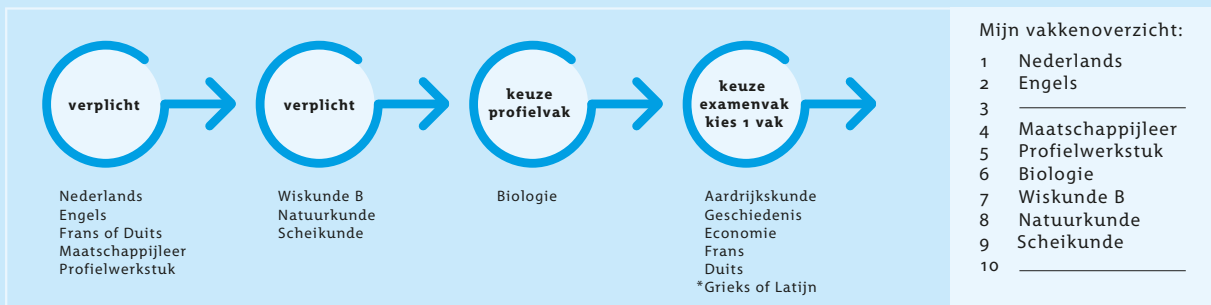 verplicht
verplicht
keuze
profielvak
keuze
examenvak
kies 1 vak
Nederlands
Engels
Frans of Duits
Maatschappijleer
Profielwerkstuk
Wiskunde B
Natuurkunde
Scheikunde
Biologie
Aardrijkskunde
Geschiedenis
Economie
Frans
Duits
*Grieks of Latijn
Mijn vakkenoverzicht:
1 Nederlands
2 Engels
3
4 Maatschappijleer
5 Profielwerkstuk
6 Biologie
7 Wiskunde B
8 Natuurkunde
9 Scheikunde
10